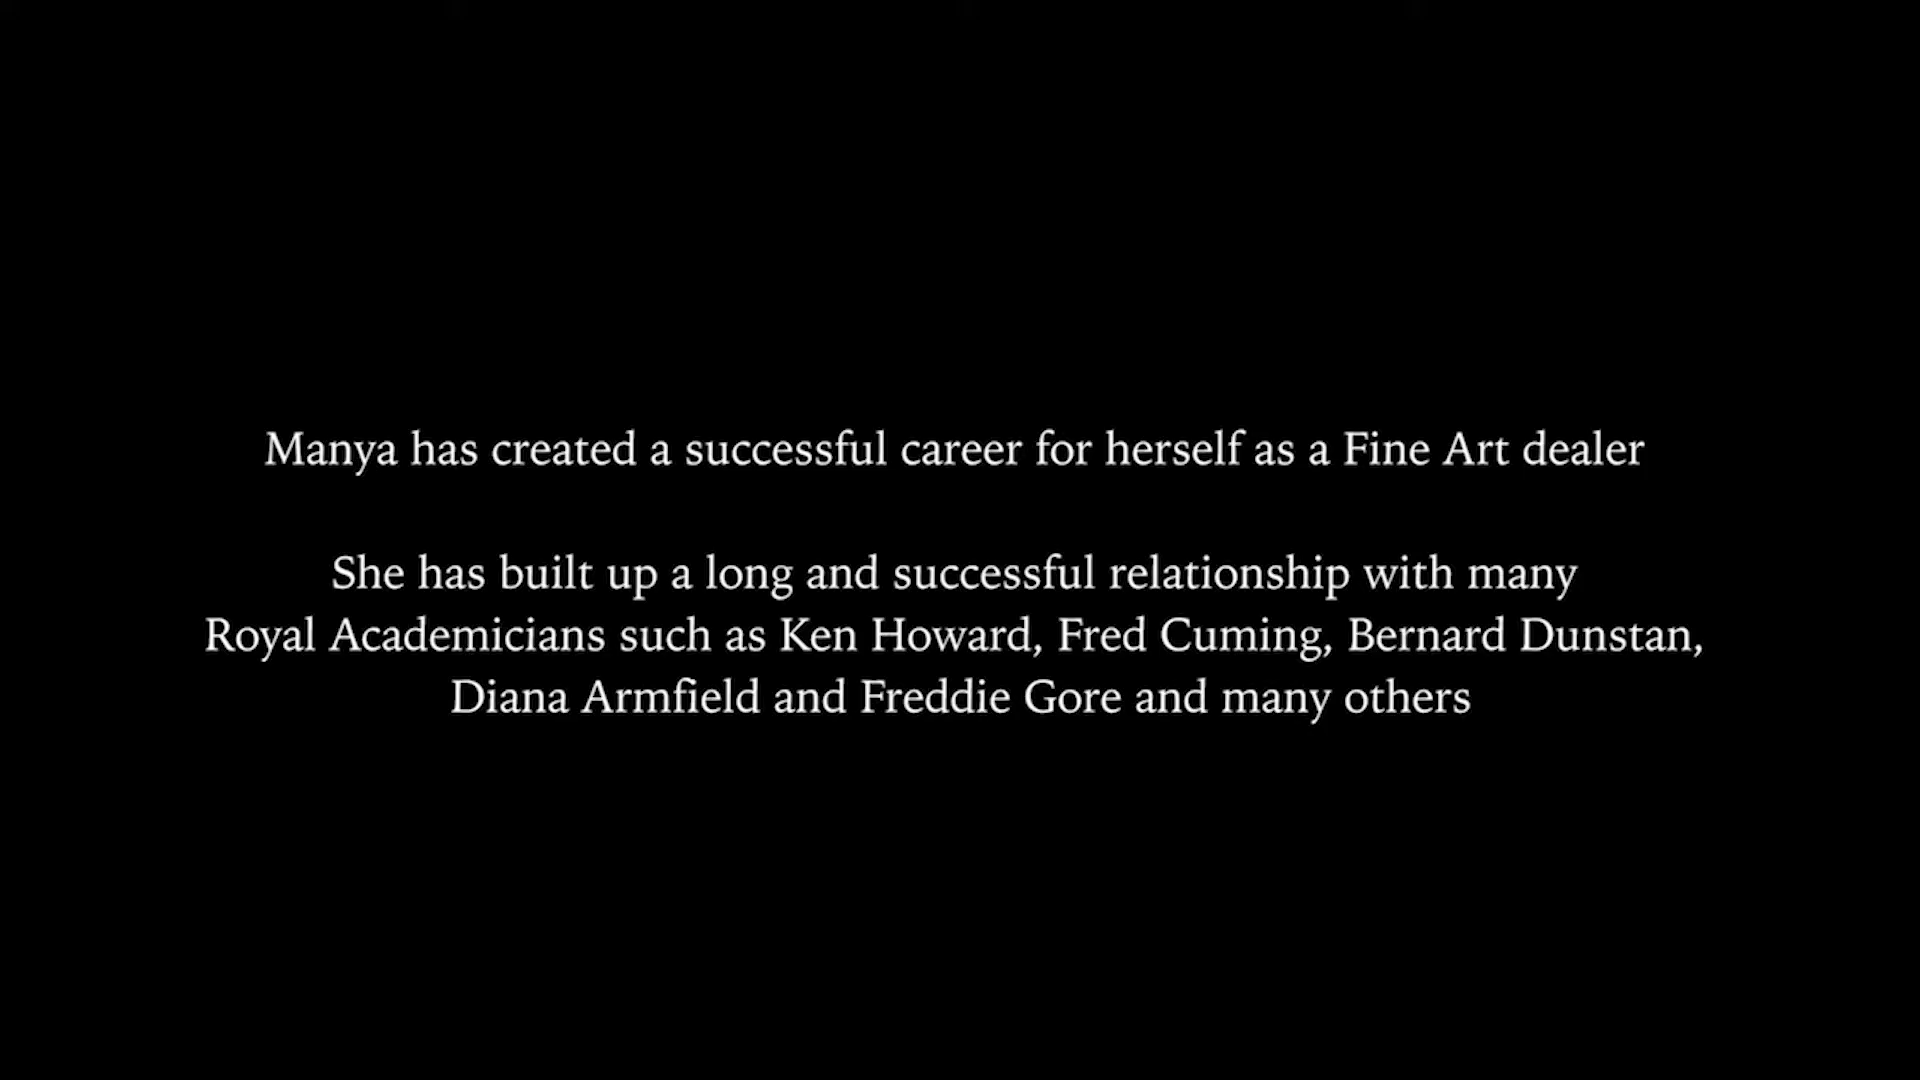 Manya has created a successful career for herself as a Fine Art dealer
She has built up a long and successful relationship with many
Royal Academicians such as Ken Howard, Fred Cuming, Bernard Dunstan,
Diana Armfield and Freddie Gore and many others